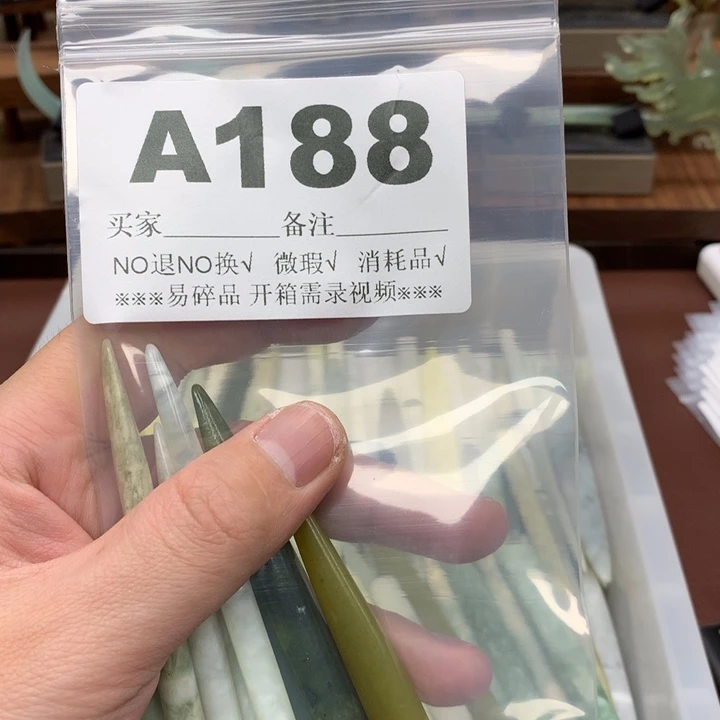 A188
买家________备注________
NO退NO换√ 微瑕√ 消耗品√
※※※易碎品 开箱需录视频※※※